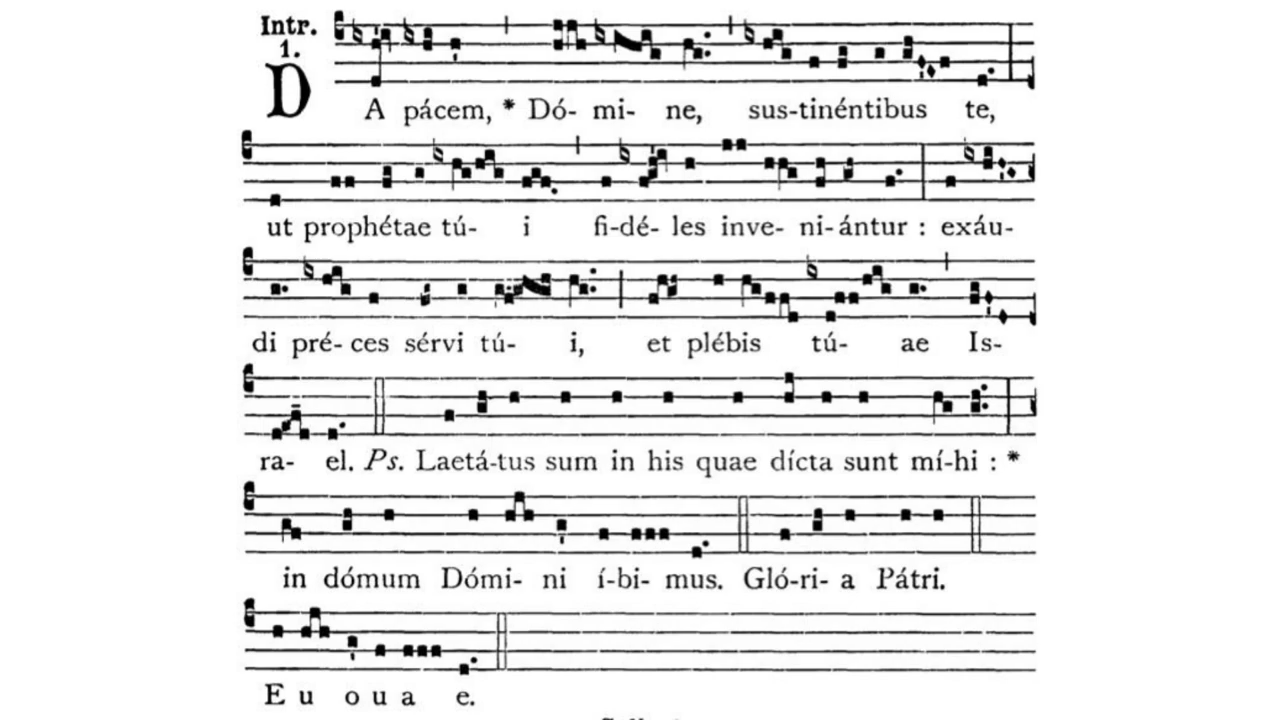 Intr.
1.
DA pácem, * Dó- mi- ne, sus-tinéntibus te,
ut prophétae tú- i fi-dé- les inve- ni-ántur : exáu-
di pré- ces sérvi tú- i, et plébis tú- ae Is-
ra- el. Ps. Laetá-tus sum in his quae dícta sunt mí-hi : *
in dómum Dómi- ni í-bi- mus. Gló-ri- a Pátri.
E u o u a e.